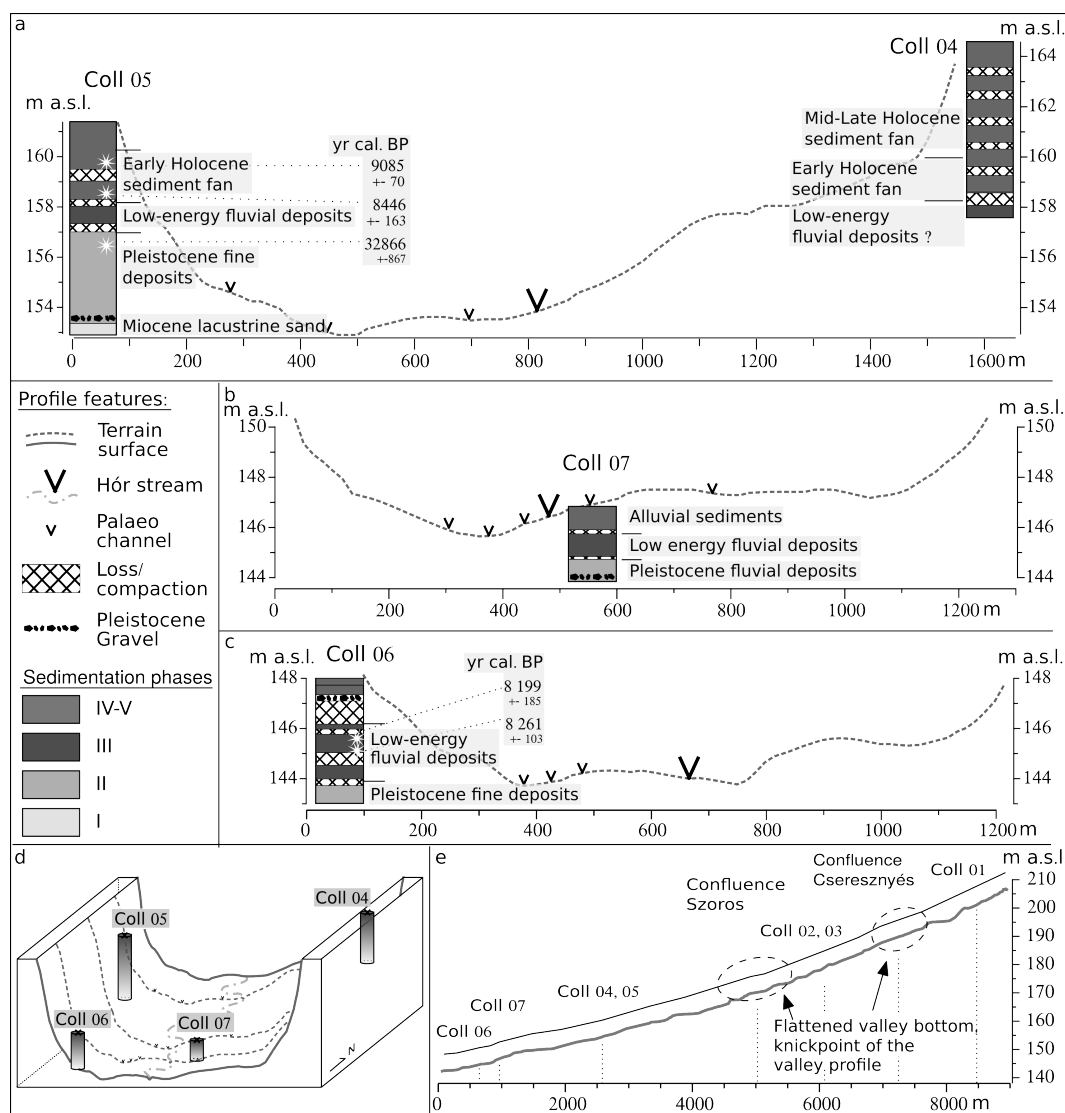 a
Coll 05
m a.s.l.
160
158
156
154
yr cal. BP
Early Holocene
sediment fan
9085
+- 70
Low-energy fluvial deposits
8446
+- 163
32866
+-867
Pleistocene fine
deposits
Miocene lacustrine sand
Coll 04
m a.s.l.
164
162
160
158
156
154
Mid-Late Holocene
sediment fan
Early Holocene
sediment fan
Low-energy
fluvial deposits ?
0 200 400 600 800 1000 1200 1400 1600 m
Profile features:
Terrain
surface
Hór stream
Palaeo
channel
Loss/
compaction
Pleistocene
Gravel
Sedimentation phases
IV-V
III
II
I
b
m a.s.l.
150
148
146
144
Coll 07
Alluvial sediments
Low energy fluvial deposits
Pleistocene fluvial deposits
m a.s.l.
150
148
146
144
0 200 400 600 800 1000 1200 m
c
m a.s.l.
148
146
144
Coll 06
yr cal. BP
8 199
+- 185
8 261
+- 103
Low-energy
fluvial deposits
Pleistocene fine deposits
m a.s.l.
148
146
144
0 200 400 600 800 1000 1200 m
d
Coll 05
Coll 04
Coll 06
Coll 07
N
e
m a.s.l
210
200
190
180
170
160
150
140
Confluence
Cseresznyés
Coll 01
Confluence
Szoros
Coll 02, 03
Coll 04, 05
Coll 07
Coll 06
Flattened valley bottom,
knickpoint of the
valley profile
0 2000 4000 6000 8000 m